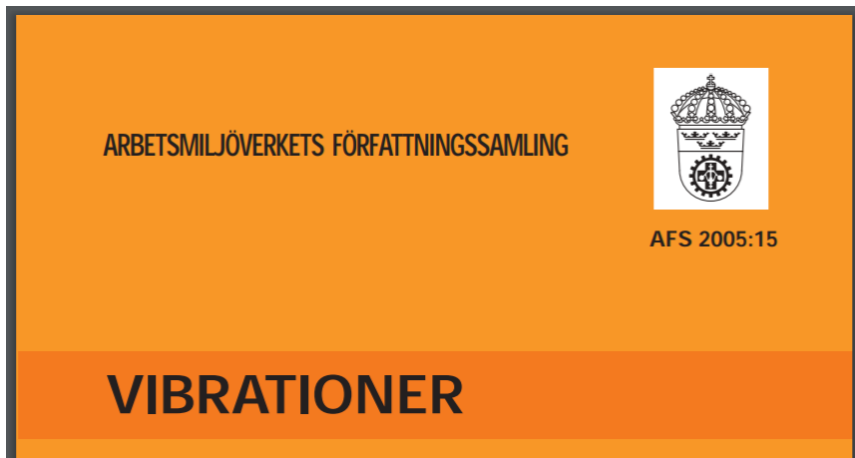 ARBETSMILJÖVERKETS FÖRFATTNINGSSAMLING
AFS 2005:15
VIBRATIONER